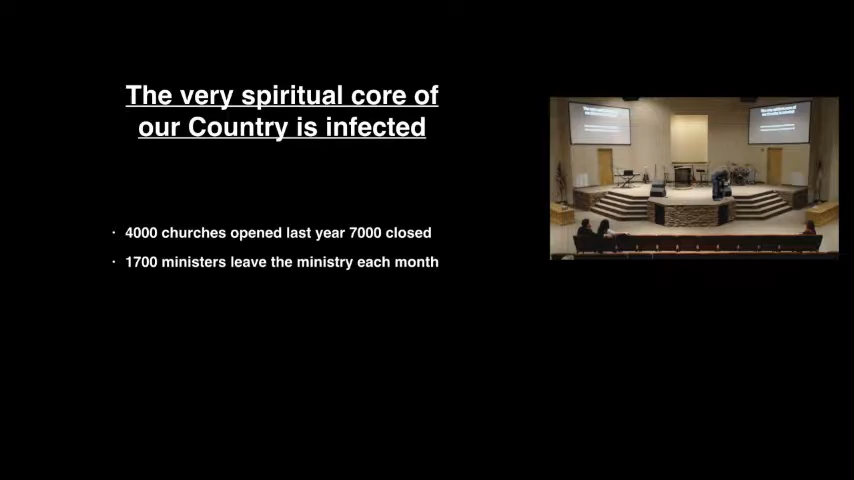 The very spiritual core of
our Country is infected
· 4000 churches opened last year 7000 closed
· 1700 ministers leave the ministry each month